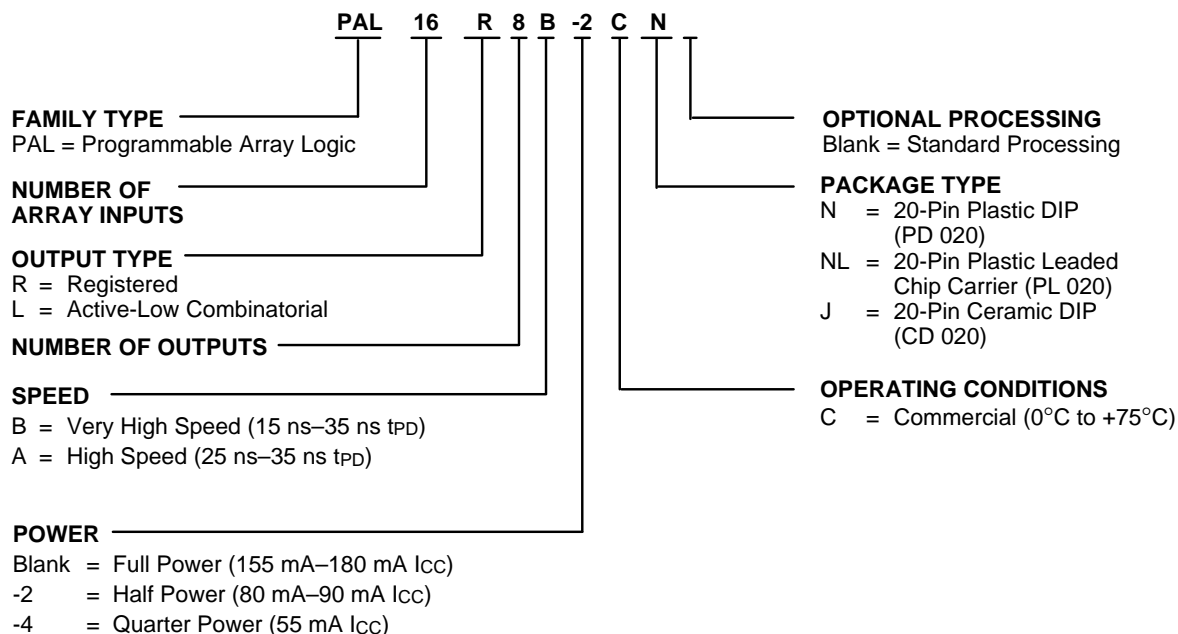 PAL 16 R 8 B -2 C N
FAMILY TYPE
PAL = Programmable Array Logic
NUMBER OF
ARRAY INPUTS
OUTPUT TYPE
R = Registered
L = Active-Low Combinatorial
NUMBER OF OUTPUTS
SPEED
B = Very High Speed (15 ns–35 ns tPD)
A = High Speed (25 ns–35 ns tPD)
POWER
Blank = Full Power (155 mA–180 mA ICC)
-2 = Half Power (80 mA–90 mA ICC)
-4 = Quarter Power (55 mA ICC)
OPTIONAL PROCESSING
Blank = Standard Processing
PACKAGE TYPE
N = 20-Pin Plastic DIP
(PD 020)
NL = 20-Pin Plastic Leaded
Chip Carrier (PL 020)
J = 20-Pin Ceramic DIP
(CD 020)
OPERATING CONDITIONS
C = Commercial (0°C to +75°C)